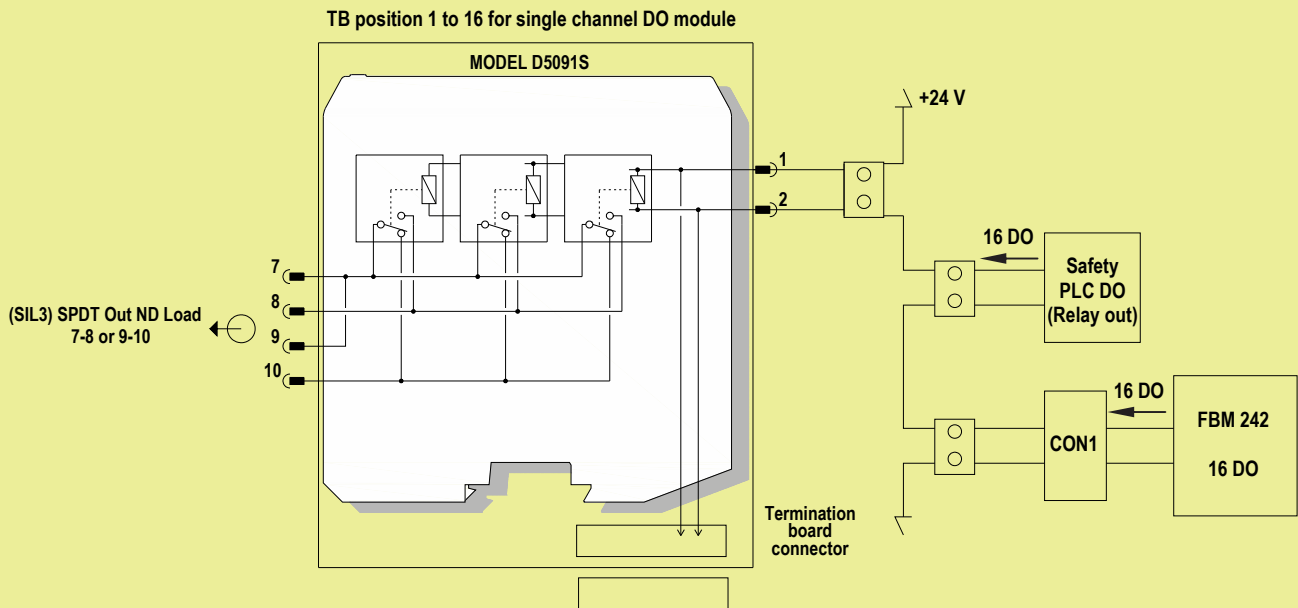 TB position 1 to 16 for single channel DO module
MODEL D5091S
+24 V
1
2
16 DO
Safety
PLC DO
(Relay out)
7
8
9
10
(SIL3) SPDT Out ND Load
7-8 or 9-10
16 DO
CON1
FBM 242
16 DO
Termination
board
connector